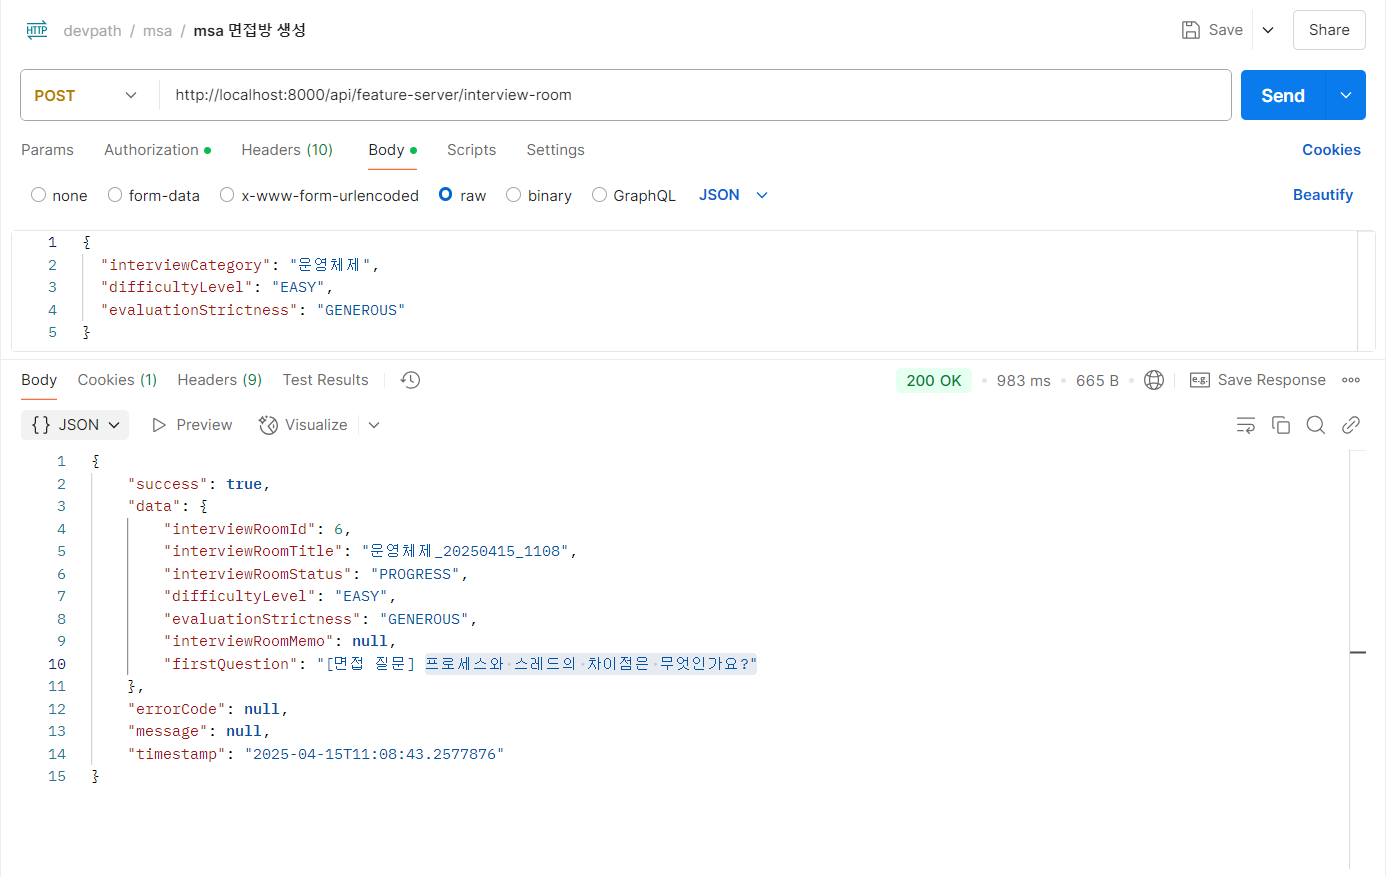 HTTP devpath / msa / msa 면접방 생성 Save Share
POST http://localhost:8000/api/feature-server/interview-room Send
Params Authorization Headers (10) Body Scripts Settings Cookies
none form-data x-www-form-urlencoded raw binary GraphQL JSON Beautify
1 {
2 "interviewCategory": "운영체제",
3 "difficultyLevel": "EASY",
4 "evaluationStrictness": "GENEROUS"
5 }
Body Cookies (1) Headers (9) Test Results 200 OK 983 ms 665 B e.g. Save Response
{} JSON Preview Visualize
1 {
2 "success": true,
3 "data": {
4 "interviewRoomId": 6,
5 "interviewRoomTitle": "운영체제_20250415_1108",
6 "interviewRoomStatus": "PROGRESS",
7 "difficultyLevel": "EASY",
8 "evaluationStrictness": "GENEROUS",
9 "interviewRoomMemo": null,
10 "firstQuestion": "[면접 질문] 프로세스와 스레드의 차이점은 무엇인가요?"
11 },
12 "errorCode": null,
13 "message": null,
14 "timestamp": "2025-04-15T11:08:43.2577876"
15 }